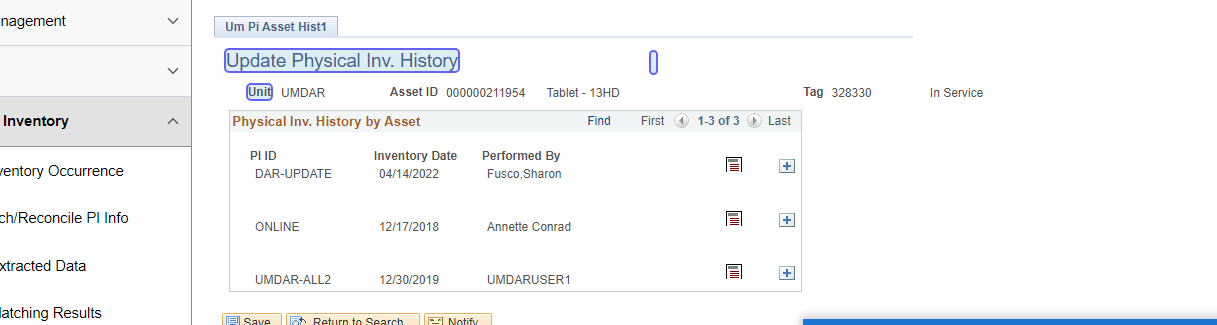 nagement
Inventory
ventory Occurrence
ch/Reconcile PI Info
xtracted Data
latching Results
Um Pi Asset Hist1
Update Physical Inv. History
Unit UMDAR Asset ID 000000211954 Tablet - 13HD Tag 328330 In Service
Physical Inv. History by Asset Find First 1-3 of 3 Last
PI ID Inventory Date Performed By
DAR-UPDATE 04/14/2022 Fusco,Sharon
ONLINE 12/17/2018 Annette Conrad
UMDAR-ALL2 12/30/2019 UMDARUSER1
Save Return to Search Notify